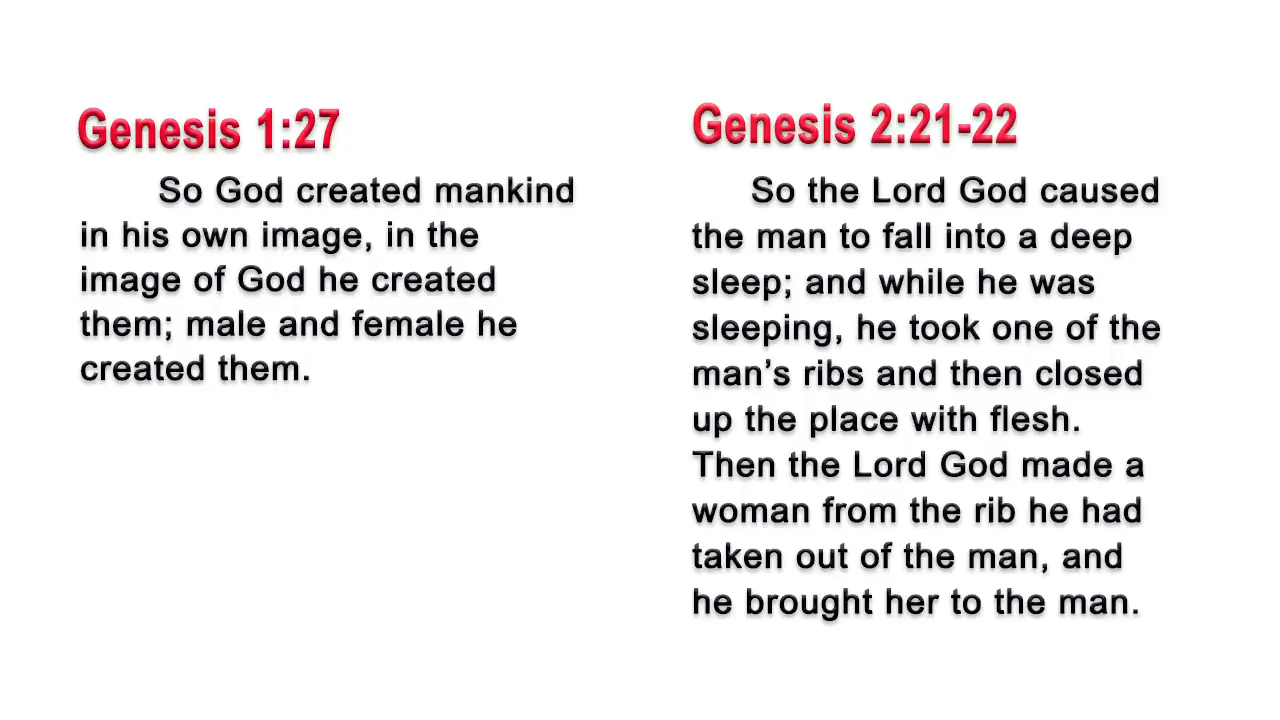 Genesis 1:27
So God created mankind
in his own image, in the
image of God he created
them; male and female he
created them.
Genesis 2:21-22
So the Lord God caused
the man to fall into a deep
sleep; and while he was
sleeping, he took one of the
man’s ribs and then closed
up the place with flesh.
Then the Lord God made a
woman from the rib he had
taken out of the man, and
he brought her to the man.